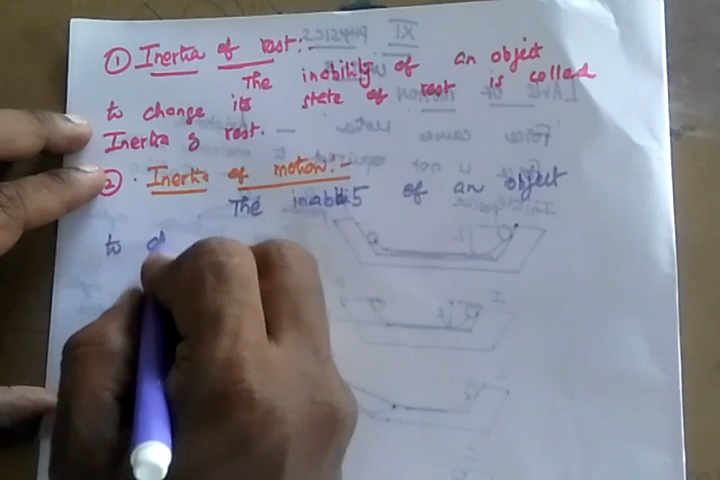 ① Inertia of rest:-
The inability of an object
to change its state of rest is called
Inertia of rest.
② Inertia of motion:-
The inability of an object
to